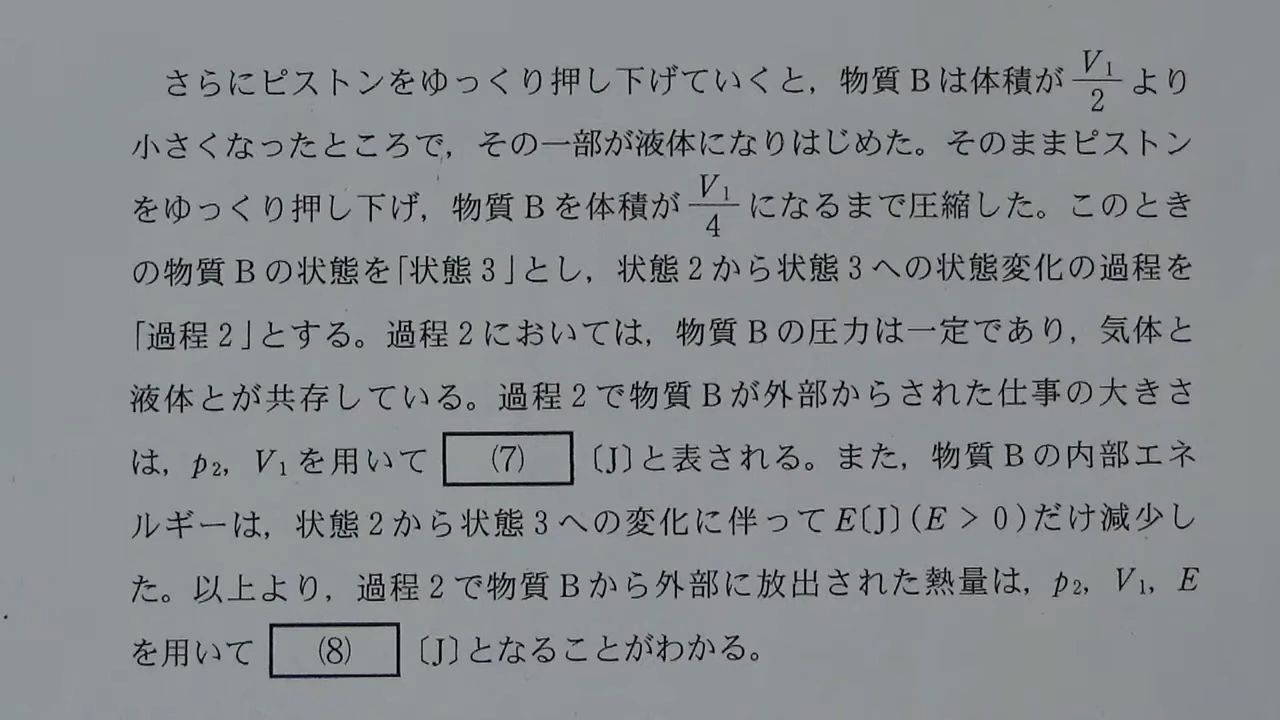 さらにピストンをゆっくり押し下げていくと，物質Bは体積が V₁/2 より
小さくなったところで，その一部が液体になりはじめた。そのままピストン
をゆっくり押し下げ，物質Bを体積が V₁/4 になるまで圧縮した。このとき
の物質Bの状態を「状態3」とし，状態2から状態3への状態変化の過程を
「過程2」とする。過程2においては，物質Bの圧力は一定であり，気体と
液体とが共存している。過程2で物質Bが外部からされた仕事の大きさ
は，p₂，V₁を用いて (7) 〔J〕と表される。また，物質Bの内部エネ
ルギーは，状態2から状態3への変化に伴ってE〔J〕(E > 0)だけ減少し
た。以上より，過程2で物質Bから外部に放出された熱量は，p₂，V₁，E
を用いて (8) 〔J〕となることがわかる。